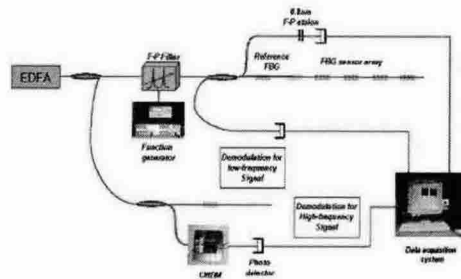 0.1nm
F-P etalon
F-P Filter
Reference
FBG
FBG sensor array
EDFA
Function
generator
Demodulation for
low-frequency
Signal
Demodulation for
High-frequency
Signal
Photo
detector
Data acquisition
system